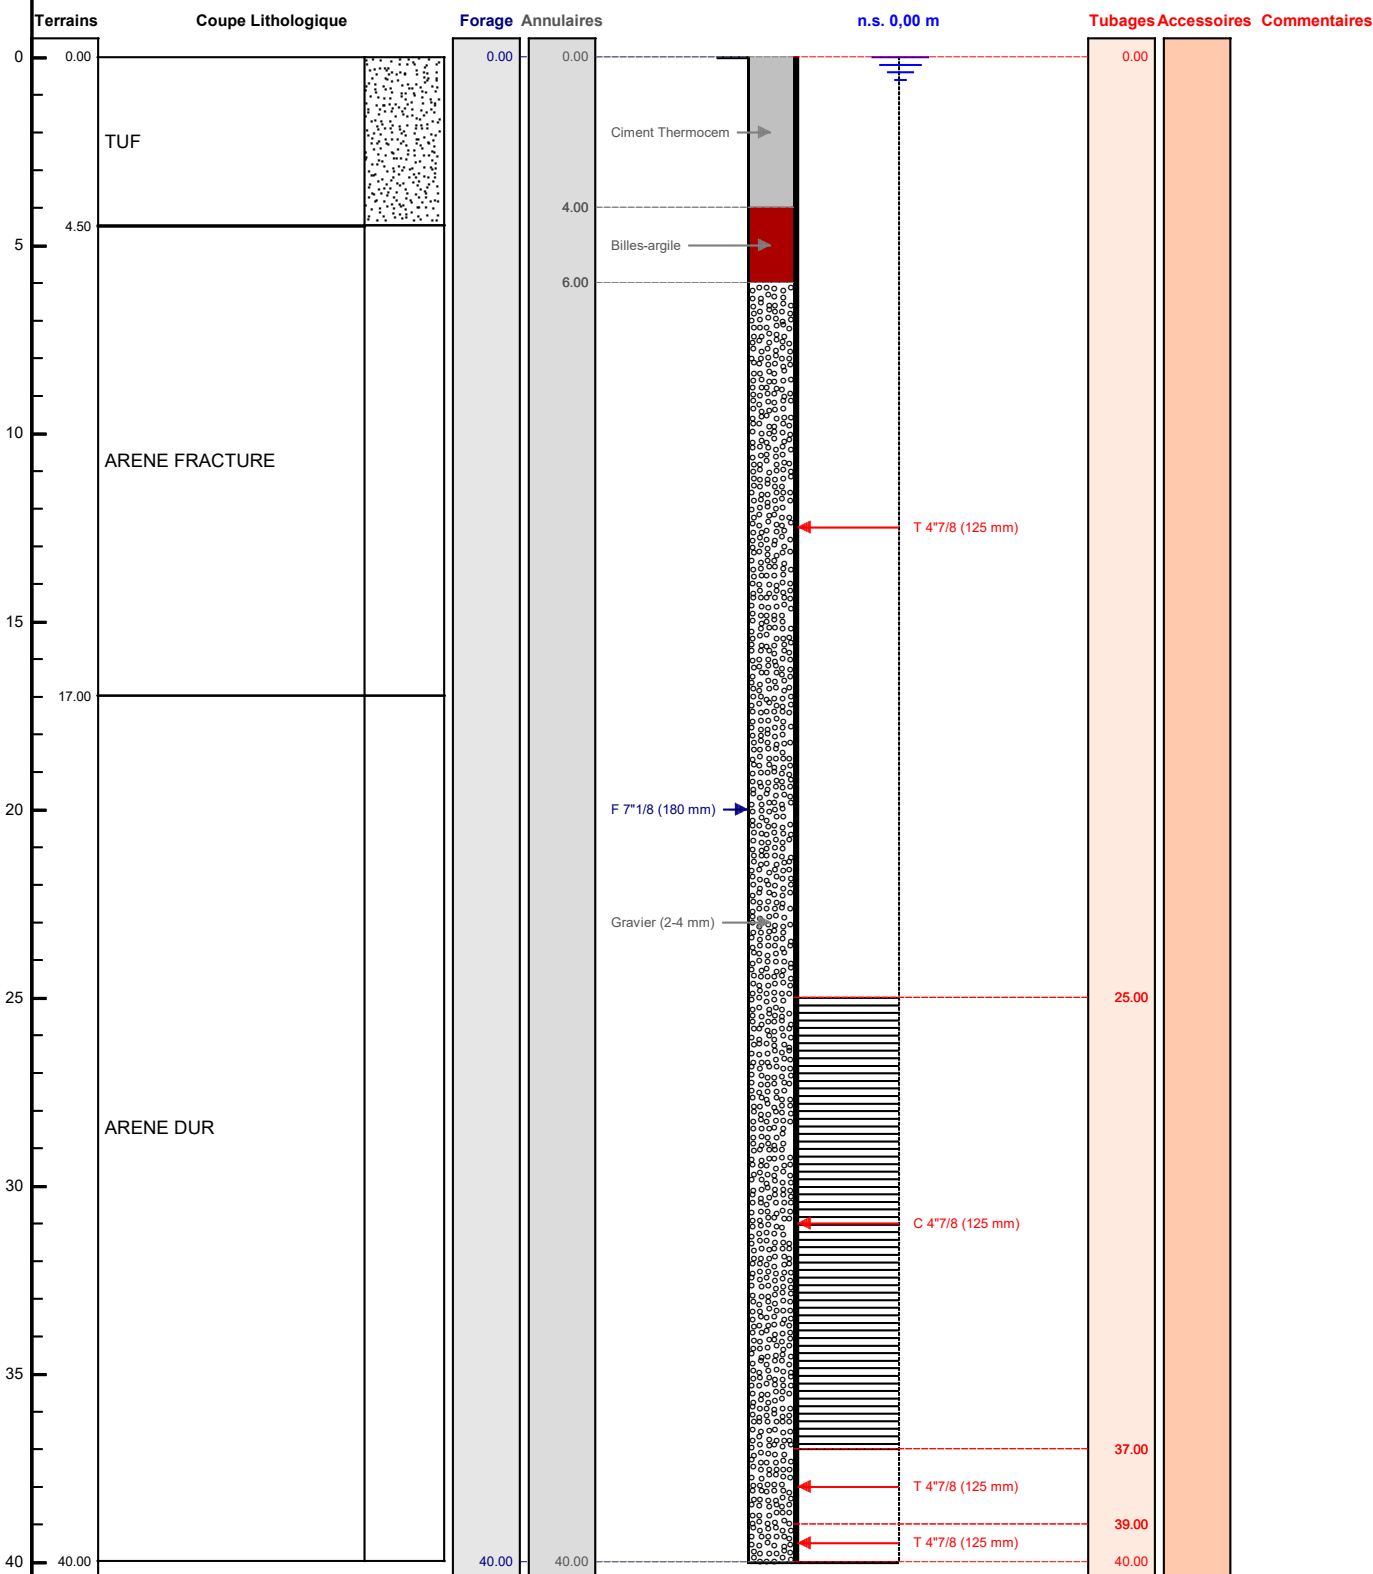 Terrains Coupe Lithologique Forage Annulaires n.s. 0,00 m Tubages Accessoires Commentaires
0 0.00 0.00 0.00 0.00
Ciment Thermocem
TUF
4.00
4.50
5 Billes-argile
6.00
10
ARENE FRACTURE
T 4"7/8 (125 mm)
15
17.00
20 F 7"1/8 (180 mm)
Gravier (2-4 mm)
25 25.00
ARENE DUR
30
C 4"7/8 (125 mm)
35
37.00
T 4"7/8 (125 mm)
39.00
T 4"7/8 (125 mm)
40 40.00 40.00 40.00 40.00